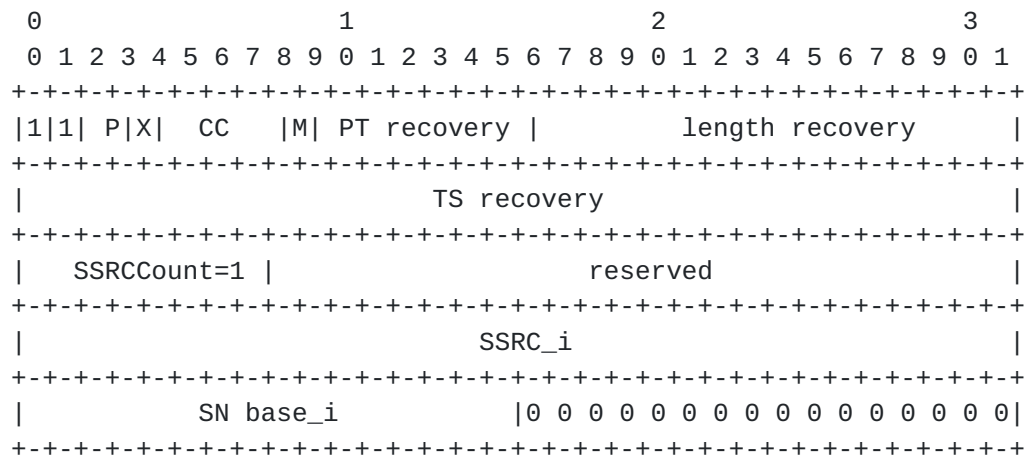 0                   1                   2                   3
 0 1 2 3 4 5 6 7 8 9 0 1 2 3 4 5 6 7 8 9 0 1 2 3 4 5 6 7 8 9 0 1
+-+-+-+-+-+-+-+-+-+-+-+-+-+-+-+-+-+-+-+-+-+-+-+-+-+-+-+-+-+-+-+-+
|1|1| P|X|  CC   |M| PT recovery |         length recovery      |
+-+-+-+-+-+-+-+-+-+-+-+-+-+-+-+-+-+-+-+-+-+-+-+-+-+-+-+-+-+-+-+-+
|                          TS recovery                          |
+-+-+-+-+-+-+-+-+-+-+-+-+-+-+-+-+-+-+-+-+-+-+-+-+-+-+-+-+-+-+-+-+
|   SSRCCount=1 |                    reserved                   |
+-+-+-+-+-+-+-+-+-+-+-+-+-+-+-+-+-+-+-+-+-+-+-+-+-+-+-+-+-+-+-+-+
|                             SSRC_i                            |
+-+-+-+-+-+-+-+-+-+-+-+-+-+-+-+-+-+-+-+-+-+-+-+-+-+-+-+-+-+-+-+-+
|           SN base_i           |0 0 0 0 0 0 0 0 0 0 0 0 0 0 0 0|
+-+-+-+-+-+-+-+-+-+-+-+-+-+-+-+-+-+-+-+-+-+-+-+-+-+-+-+-+-+-+-+-+